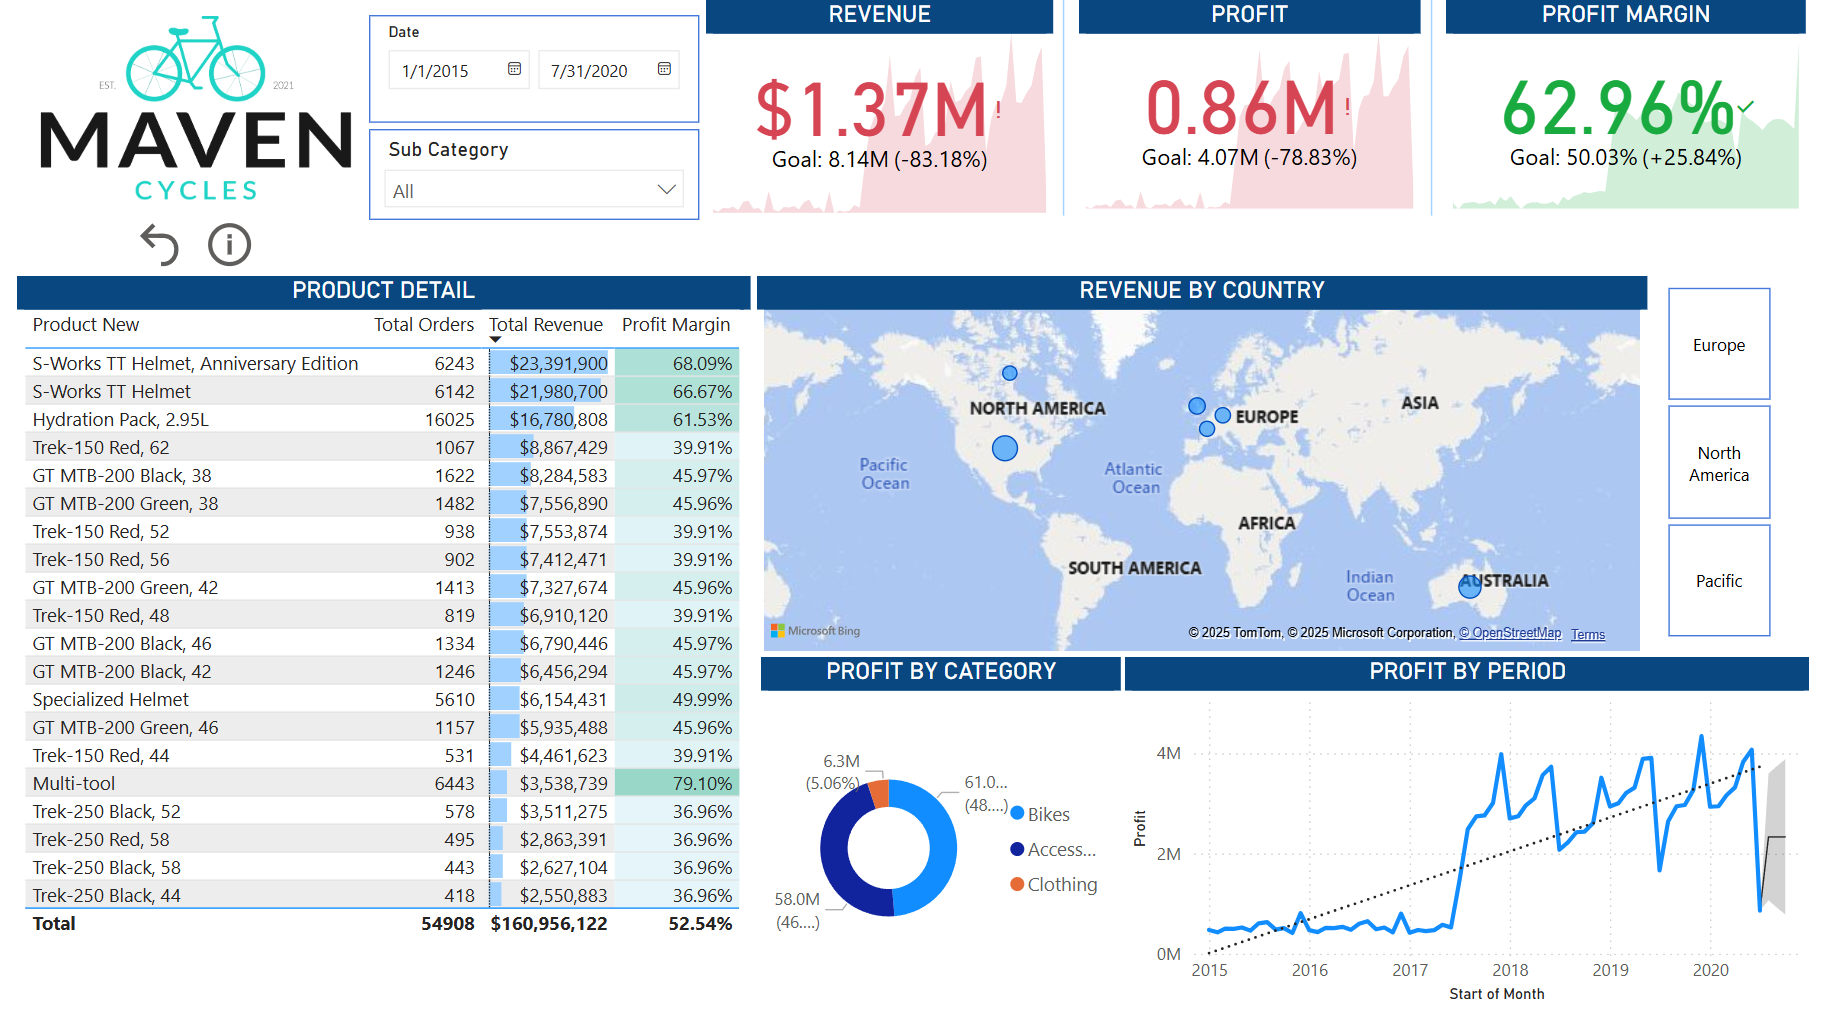 EST.
2021
MAVEN
CYCLES
Date
1/1/2015
7/31/2020
Sub Category
All
REVENUE
$1.37M!
Goal: 8.14M (-83.18%)
PROFIT
0.86M!
Goal: 4.07M (-78.83%)
PROFIT MARGIN
62.96%
Goal: 50.03% (+25.84%)
PRODUCT DETAIL
Product New Total Orders Total Revenue Profit Margin
S-Works TT Helmet, Anniversary Edition 6243 $23,391,900 68.09%
S-Works TT Helmet 6142 $21,980,700 66.67%
Hydration Pack, 2.95L 16025 $16,780,808 61.53%
Trek-150 Red, 62 1067 $8,867,429 39.91%
GT MTB-200 Black, 38 1622 $8,284,583 45.97%
GT MTB-200 Green, 38 1482 $7,556,890 45.96%
Trek-150 Red, 52 938 $7,553,874 39.91%
Trek-150 Red, 56 902 $7,412,471 39.91%
GT MTB-200 Green, 42 1413 $7,327,674 45.96%
Trek-150 Red, 48 819 $6,910,120 39.91%
GT MTB-200 Black, 46 1334 $6,790,446 45.97%
GT MTB-200 Black, 42 1246 $6,456,294 45.97%
Specialized Helmet 5610 $6,154,431 49.99%
GT MTB-200 Green, 46 1157 $5,935,488 45.96%
Trek-150 Red, 44 531 $4,461,623 39.91%
Multi-tool 6443 $3,538,739 79.10%
Trek-250 Black, 52 578 $3,511,275 36.96%
Trek-250 Red, 58 495 $2,863,391 36.96%
Trek-250 Black, 58 443 $2,627,104 36.96%
Trek-250 Black, 44 418 $2,550,883 36.96%
Total 54908 $160,956,122 52.54%
REVENUE BY COUNTRY
NORTH AMERICA
EUROPE
ASIA
Pacific
Ocean
Atlantic
Ocean
AFRICA
SOUTH AMERICA
Indian
Ocean
AUSTRALIA
Microsoft Bing
© 2025 TomTom, © 2025 Microsoft Corporation, © OpenStreetMap Terms
Europe
North
America
Pacific
PROFIT BY CATEGORY
6.3M
(5.06%)
61.0...
(48....)
58.0M
(46....)
Bikes
Access...
Clothing
PROFIT BY PERIOD
Profit
4M
2M
0M
2015 2016 2017 2018 2019 2020
Start of Month